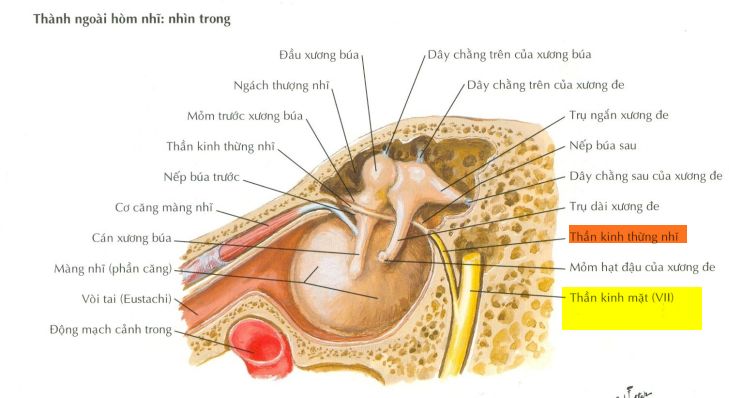 Thành ngoài hòm nhĩ: nhìn trong
Đầu xương búa
Ngách thượng nhĩ
Mỏm trước xương búa
Thần kinh thừng nhĩ
Nếp búa trước
Cơ căng màng nhĩ
Cán xương búa
Màng nhĩ (phần căng)
Vòi tai (Eustachi)
Động mạch cảnh trong
Dây chằng trên của xương búa
Dây chằng trên của xương đe
Trụ ngắn xương đe
Nếp búa sau
Dây chằng sau của xương đe
Trụ dài xương đe
Thần kinh thừng nhĩ
Mỏm hạt đậu của xương đe
Thần kinh mặt (VII)